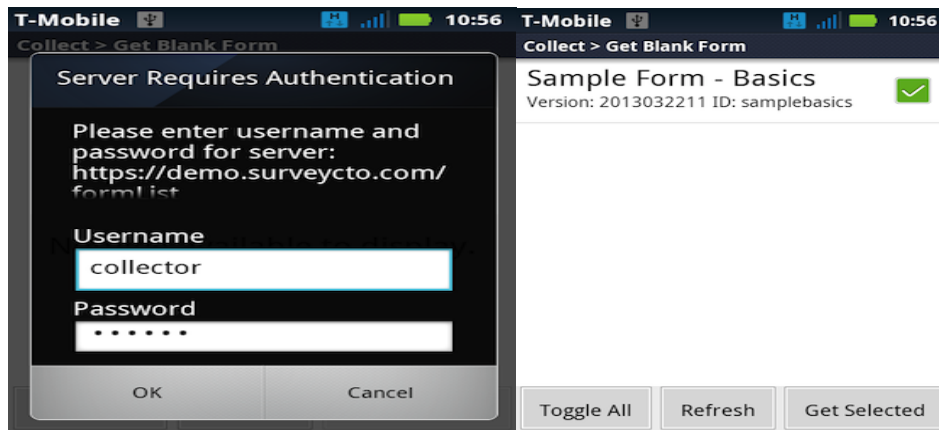 T-Mobile 10:56
Collect > Get Blank Form
Server Requires Authentication
Please enter username and
password for server:
https://demo.surveycto.com/
formList
Username
collector
Password
OK Cancel
T-Mobile H 10:56
Collect > Get Blank Form
Sample Form - Basics
Version: 2013032211 ID: samplebasics
Toggle All Refresh Get Selected